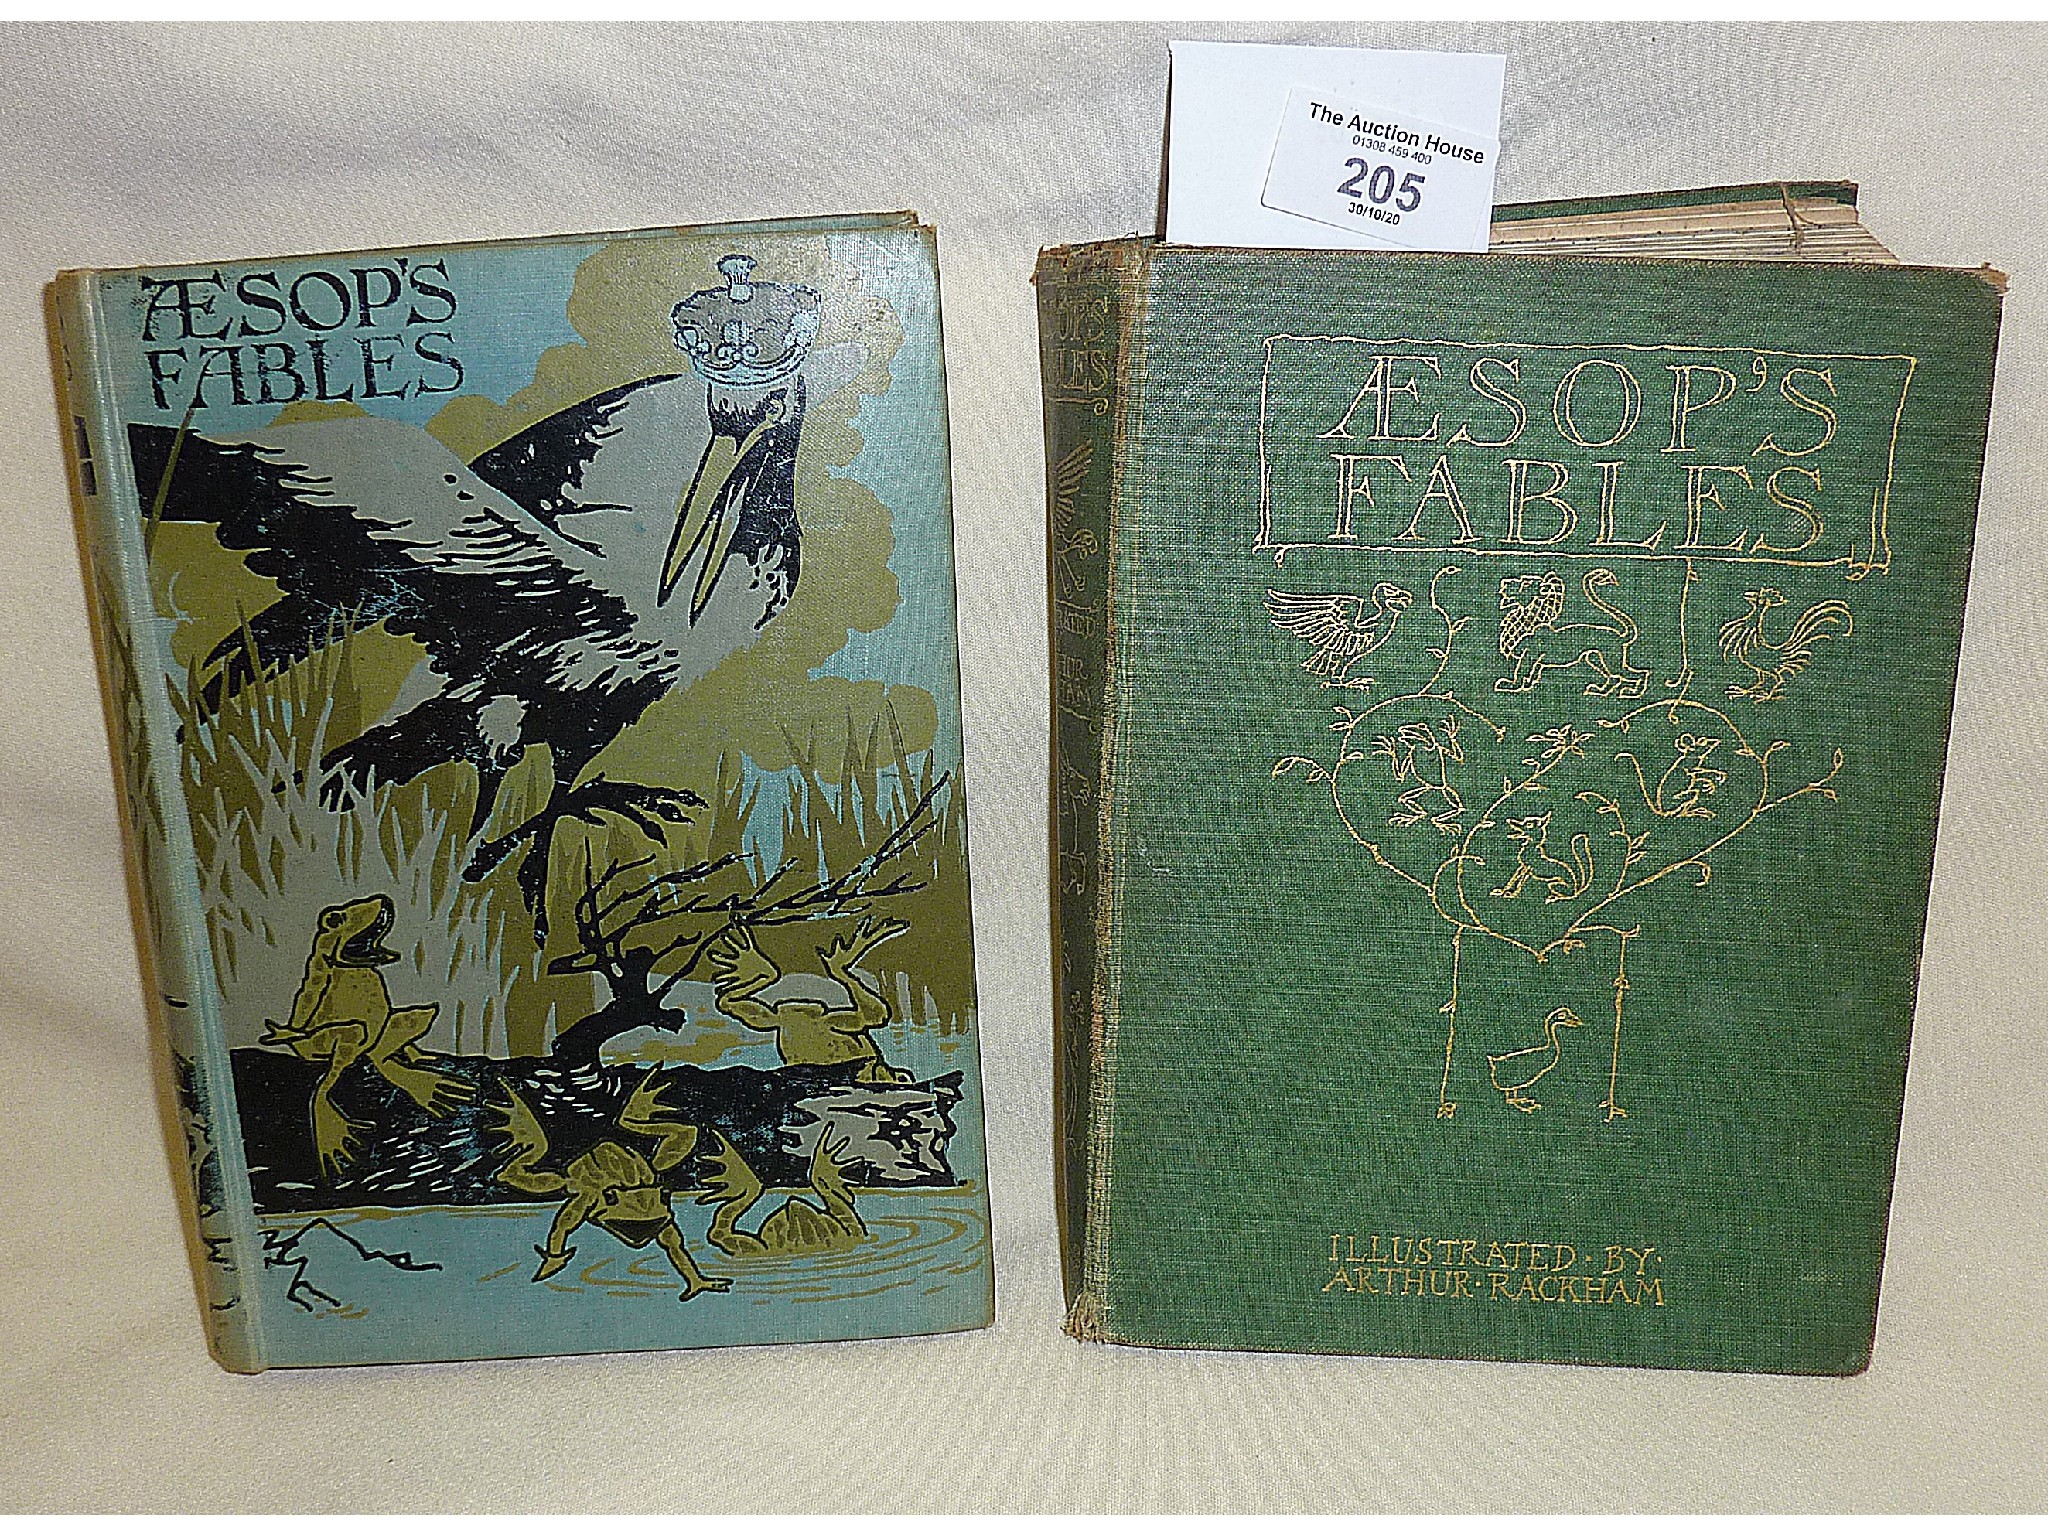 ÆSOP'S
FABLES
The Auction House
01308 459 400
205
30/10/20
ÆSOP'S
FABLES
ILLUSTRATED · BY ·
ARTHUR · RACKHAM